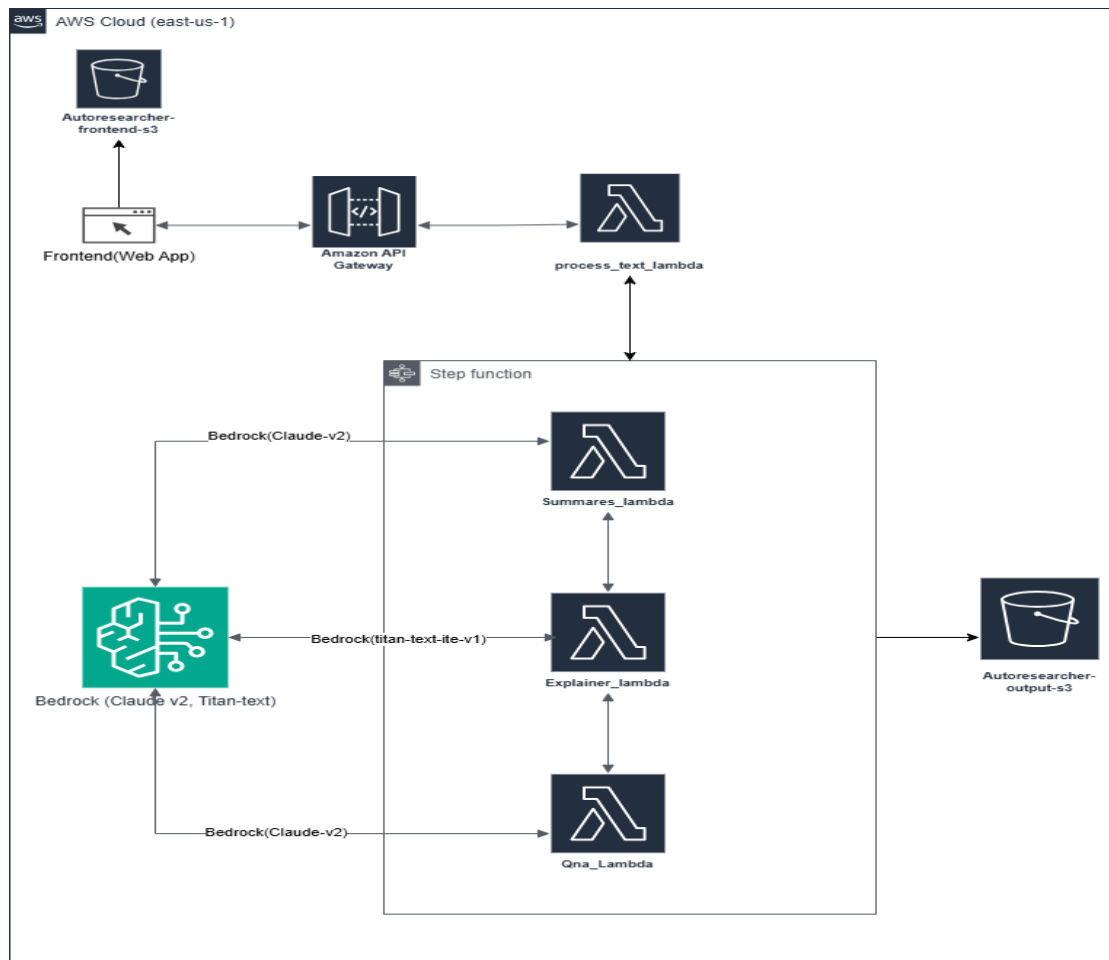 aws
AWS Cloud (east-us-1)
Autoresearcher-
frontend-s3
Frontend(Web App)
</>
Amazon API
Gateway
process_text_lambda
Step function
Bedrock(Claude-v2)
Summares_lambda
Bedrock(titan-text-ite-v1)
Explainer_lambda
Bedrock (Claude v2, Titan-text)
Autoresearcher-
output-s3
Bedrock(Claude-v2)
Qna_Lambda